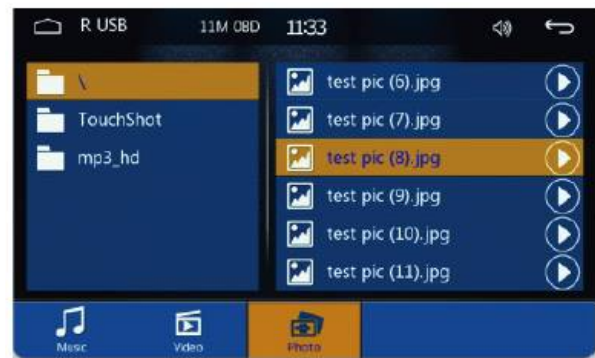 R USB 11M 08D 11:33
\
TouchShot
mp3_hd
test pic (6).jpg
test pic (7).jpg
test pic (8).jpg
test pic (9).jpg
test pic (10).jpg
test pic (11).jpg
Music Video Photo